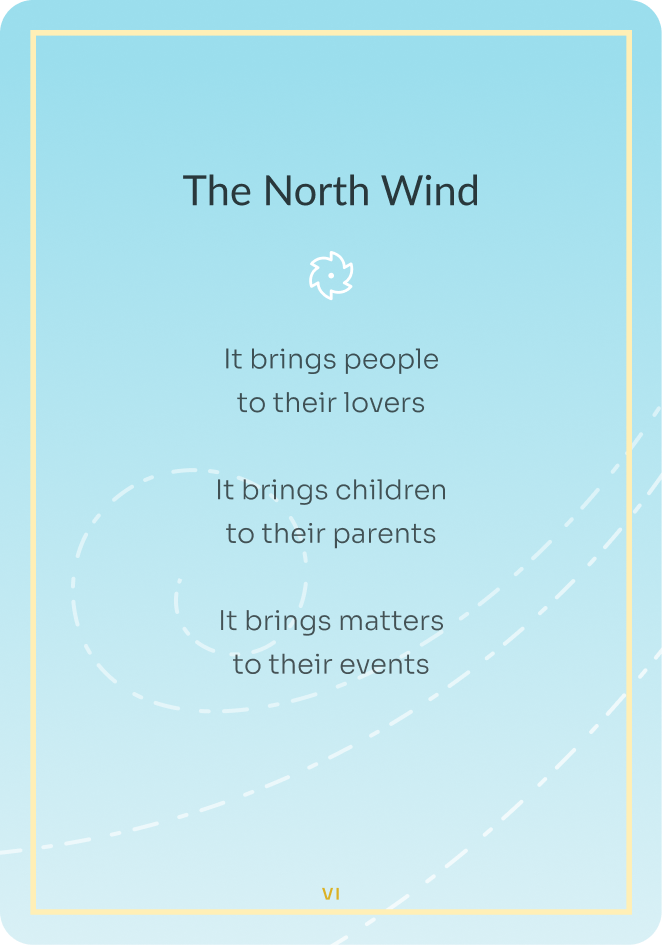 The North Wind
It brings people
to their lovers
It brings children
to their parents
It brings matters
to their events
VI